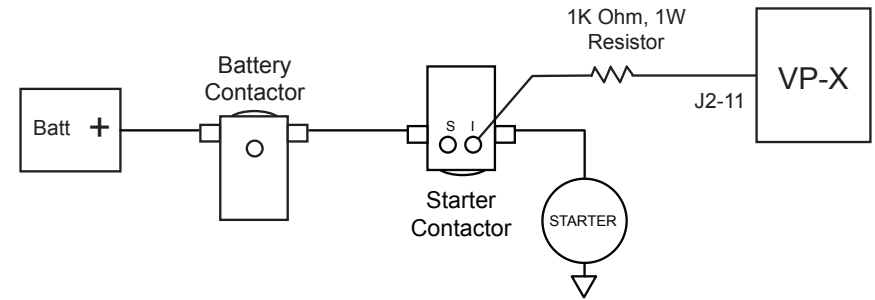 1K Ohm, 1W
Resistor
VP-X
J2-11
Battery
Contactor
Batt +
S I
Starter
Contactor
STARTER